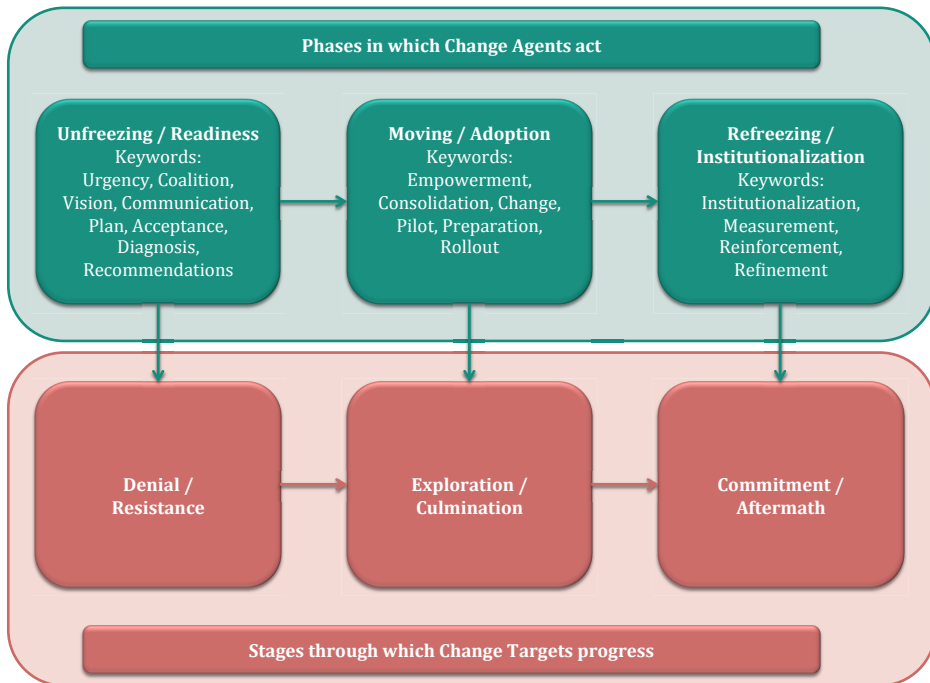 Phases in which Change Agents act
Unfreezing / Readiness
Keywords:
Urgency, Coalition,
Vision, Communication,
Plan, Acceptance,
Diagnosis,
Recommendations
Moving / Adoption
Keywords:
Empowerment,
Consolidation, Change,
Pilot, Preparation,
Rollout
Refreezing /
Institutionalization
Keywords:
Institutionalization,
Measurement,
Reinforcement,
Refinement
Denial /
Resistance
Exploration /
Culmination
Commitment /
Aftermath
Stages through which Change Targets progress